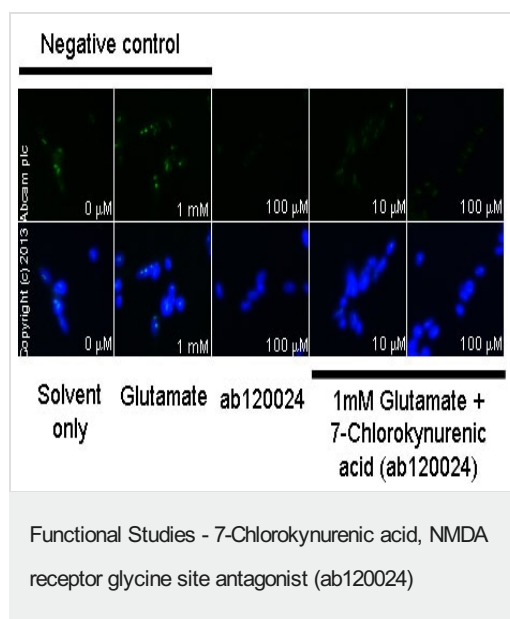 Negative control
Copyright (c) 2013 Abcam plc
0 µM
1 mM
100 µM
10 µM
100 µM
0 µM
1 mM
100 µM
10 µM
100 µM
Solvent
only
Glutamate
ab120024
1mM Glutamate +
7-Chlorokynurenic
acid (ab120024)
Functional Studies - 7-Chlorokynurenic acid, NMDA
receptor glycine site antagonist (ab120024)